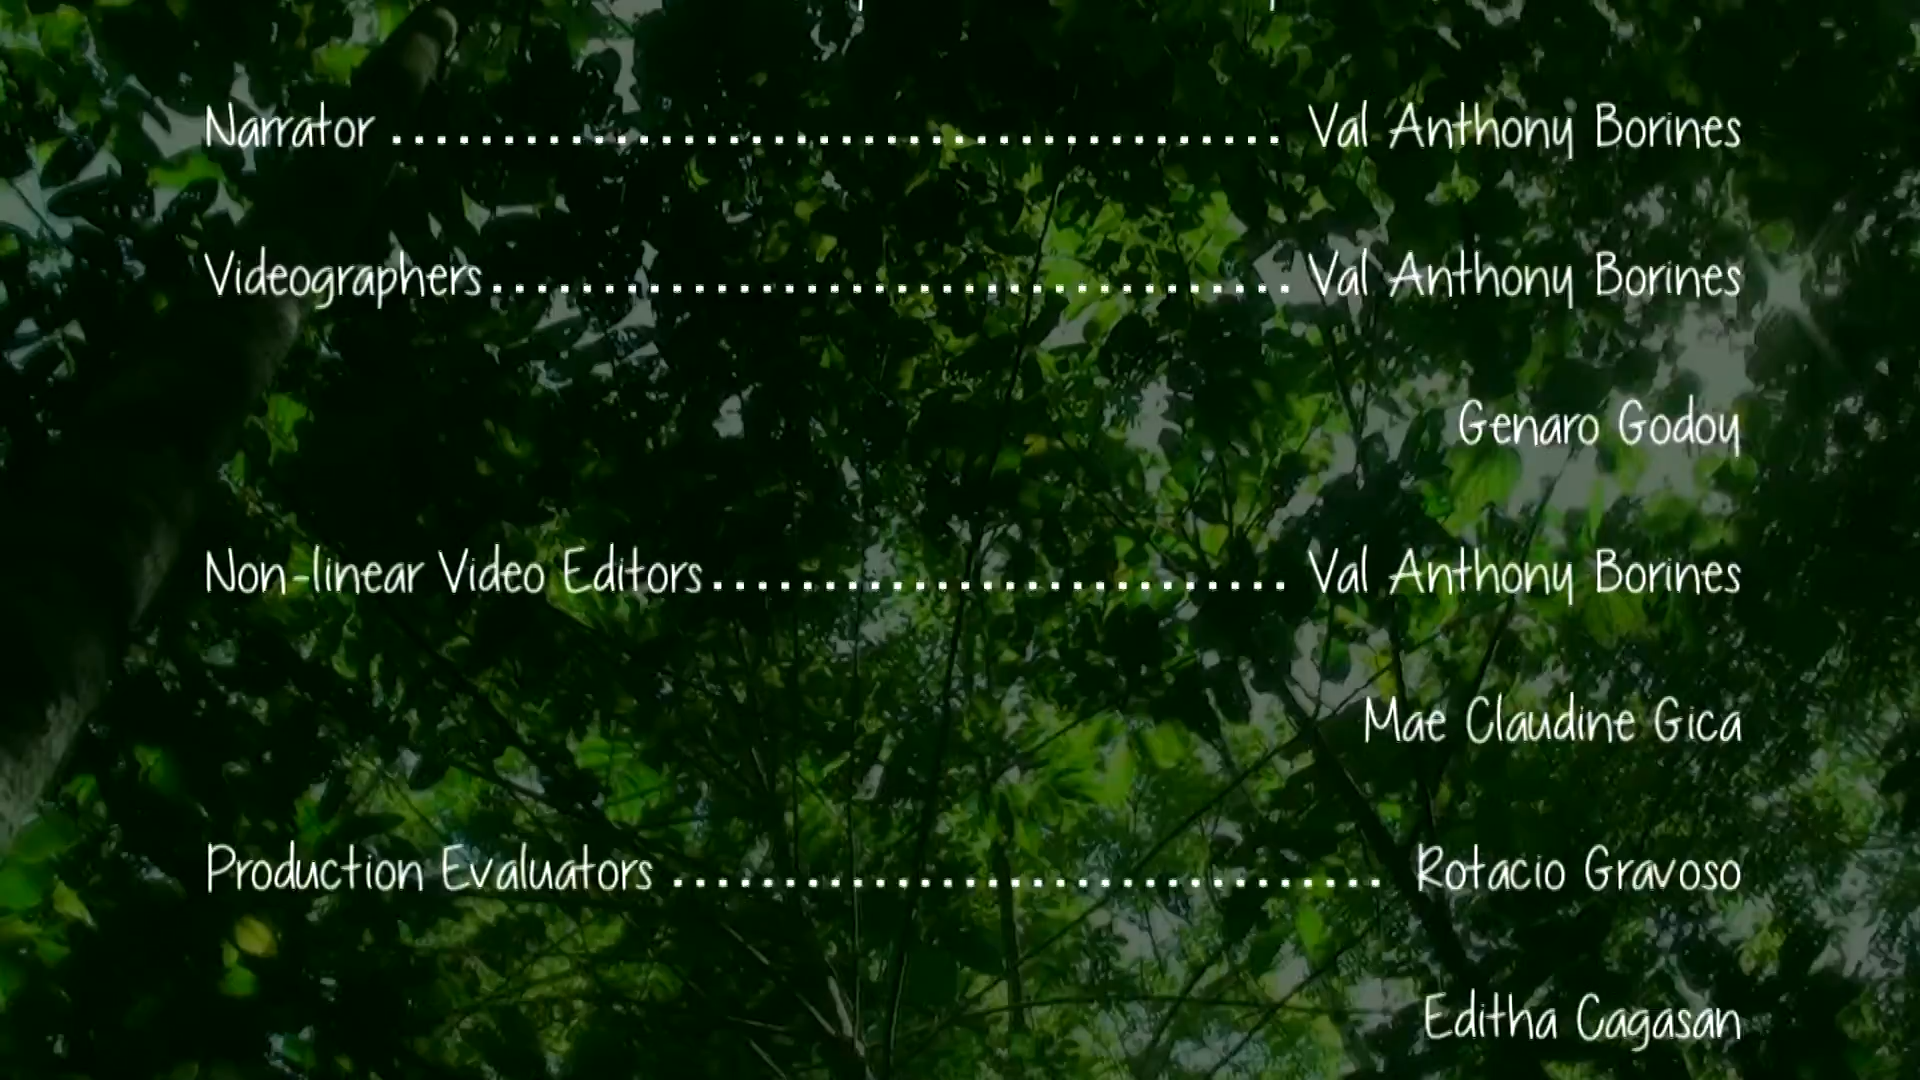 Narrator ........................................ Val Anthony Borines
Videographers.................................... Val Anthony Borines
Genaro Godoy
Non-linear Video Editors.......................... Val Anthony Borines
Mae Claudine Gica
Production Evaluators ................................ Rotacio Gravoso
Editha Cagasan